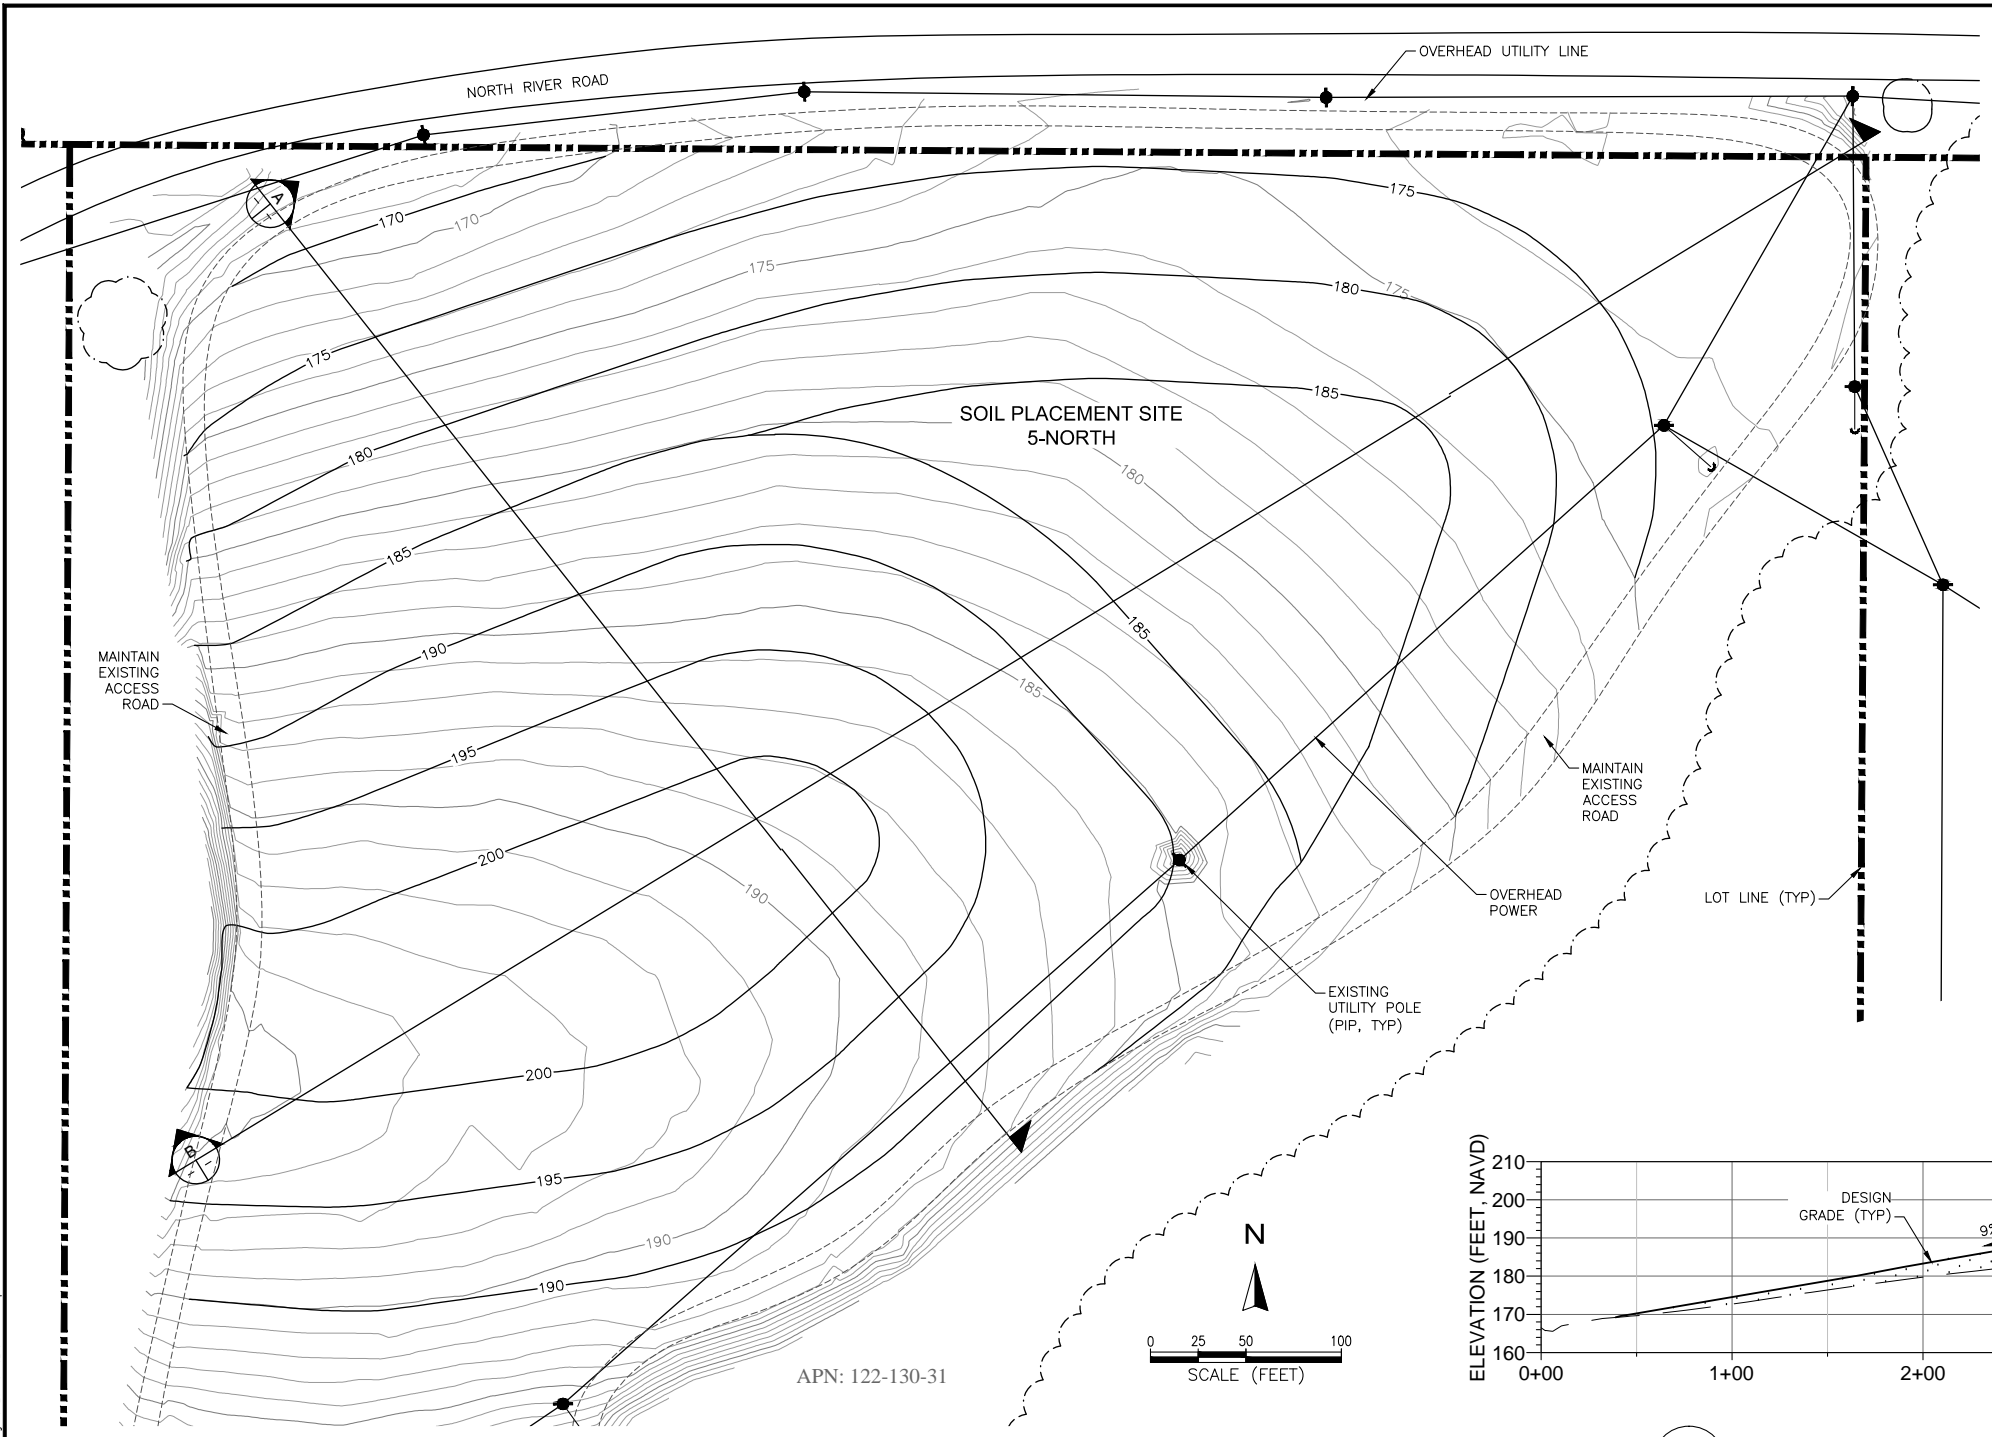 OVERHEAD UTILITY LINE
NORTH RIVER ROAD
175
170
170
A
175
180
175
175
185
SOIL PLACEMENT SITE
5-NORTH
180
180
185
185
190
MAINTAIN
EXISTING
ACCESS
ROAD
185
195
MAINTAIN
EXISTING
ACCESS
ROAD
200
190
OVERHEAD
POWER
LOT LINE (TYP)
EXISTING
UTILITY POLE
(PIP, TYP)
200
B
195
190
190
N
0 25 50 100
SCALE (FEET)
APN: 122-130-31
ELEVATION (FEET, NAVD)
210
200
190
180
170
160
DESIGN
GRADE (TYP)
9%
0+00 1+00 2+00